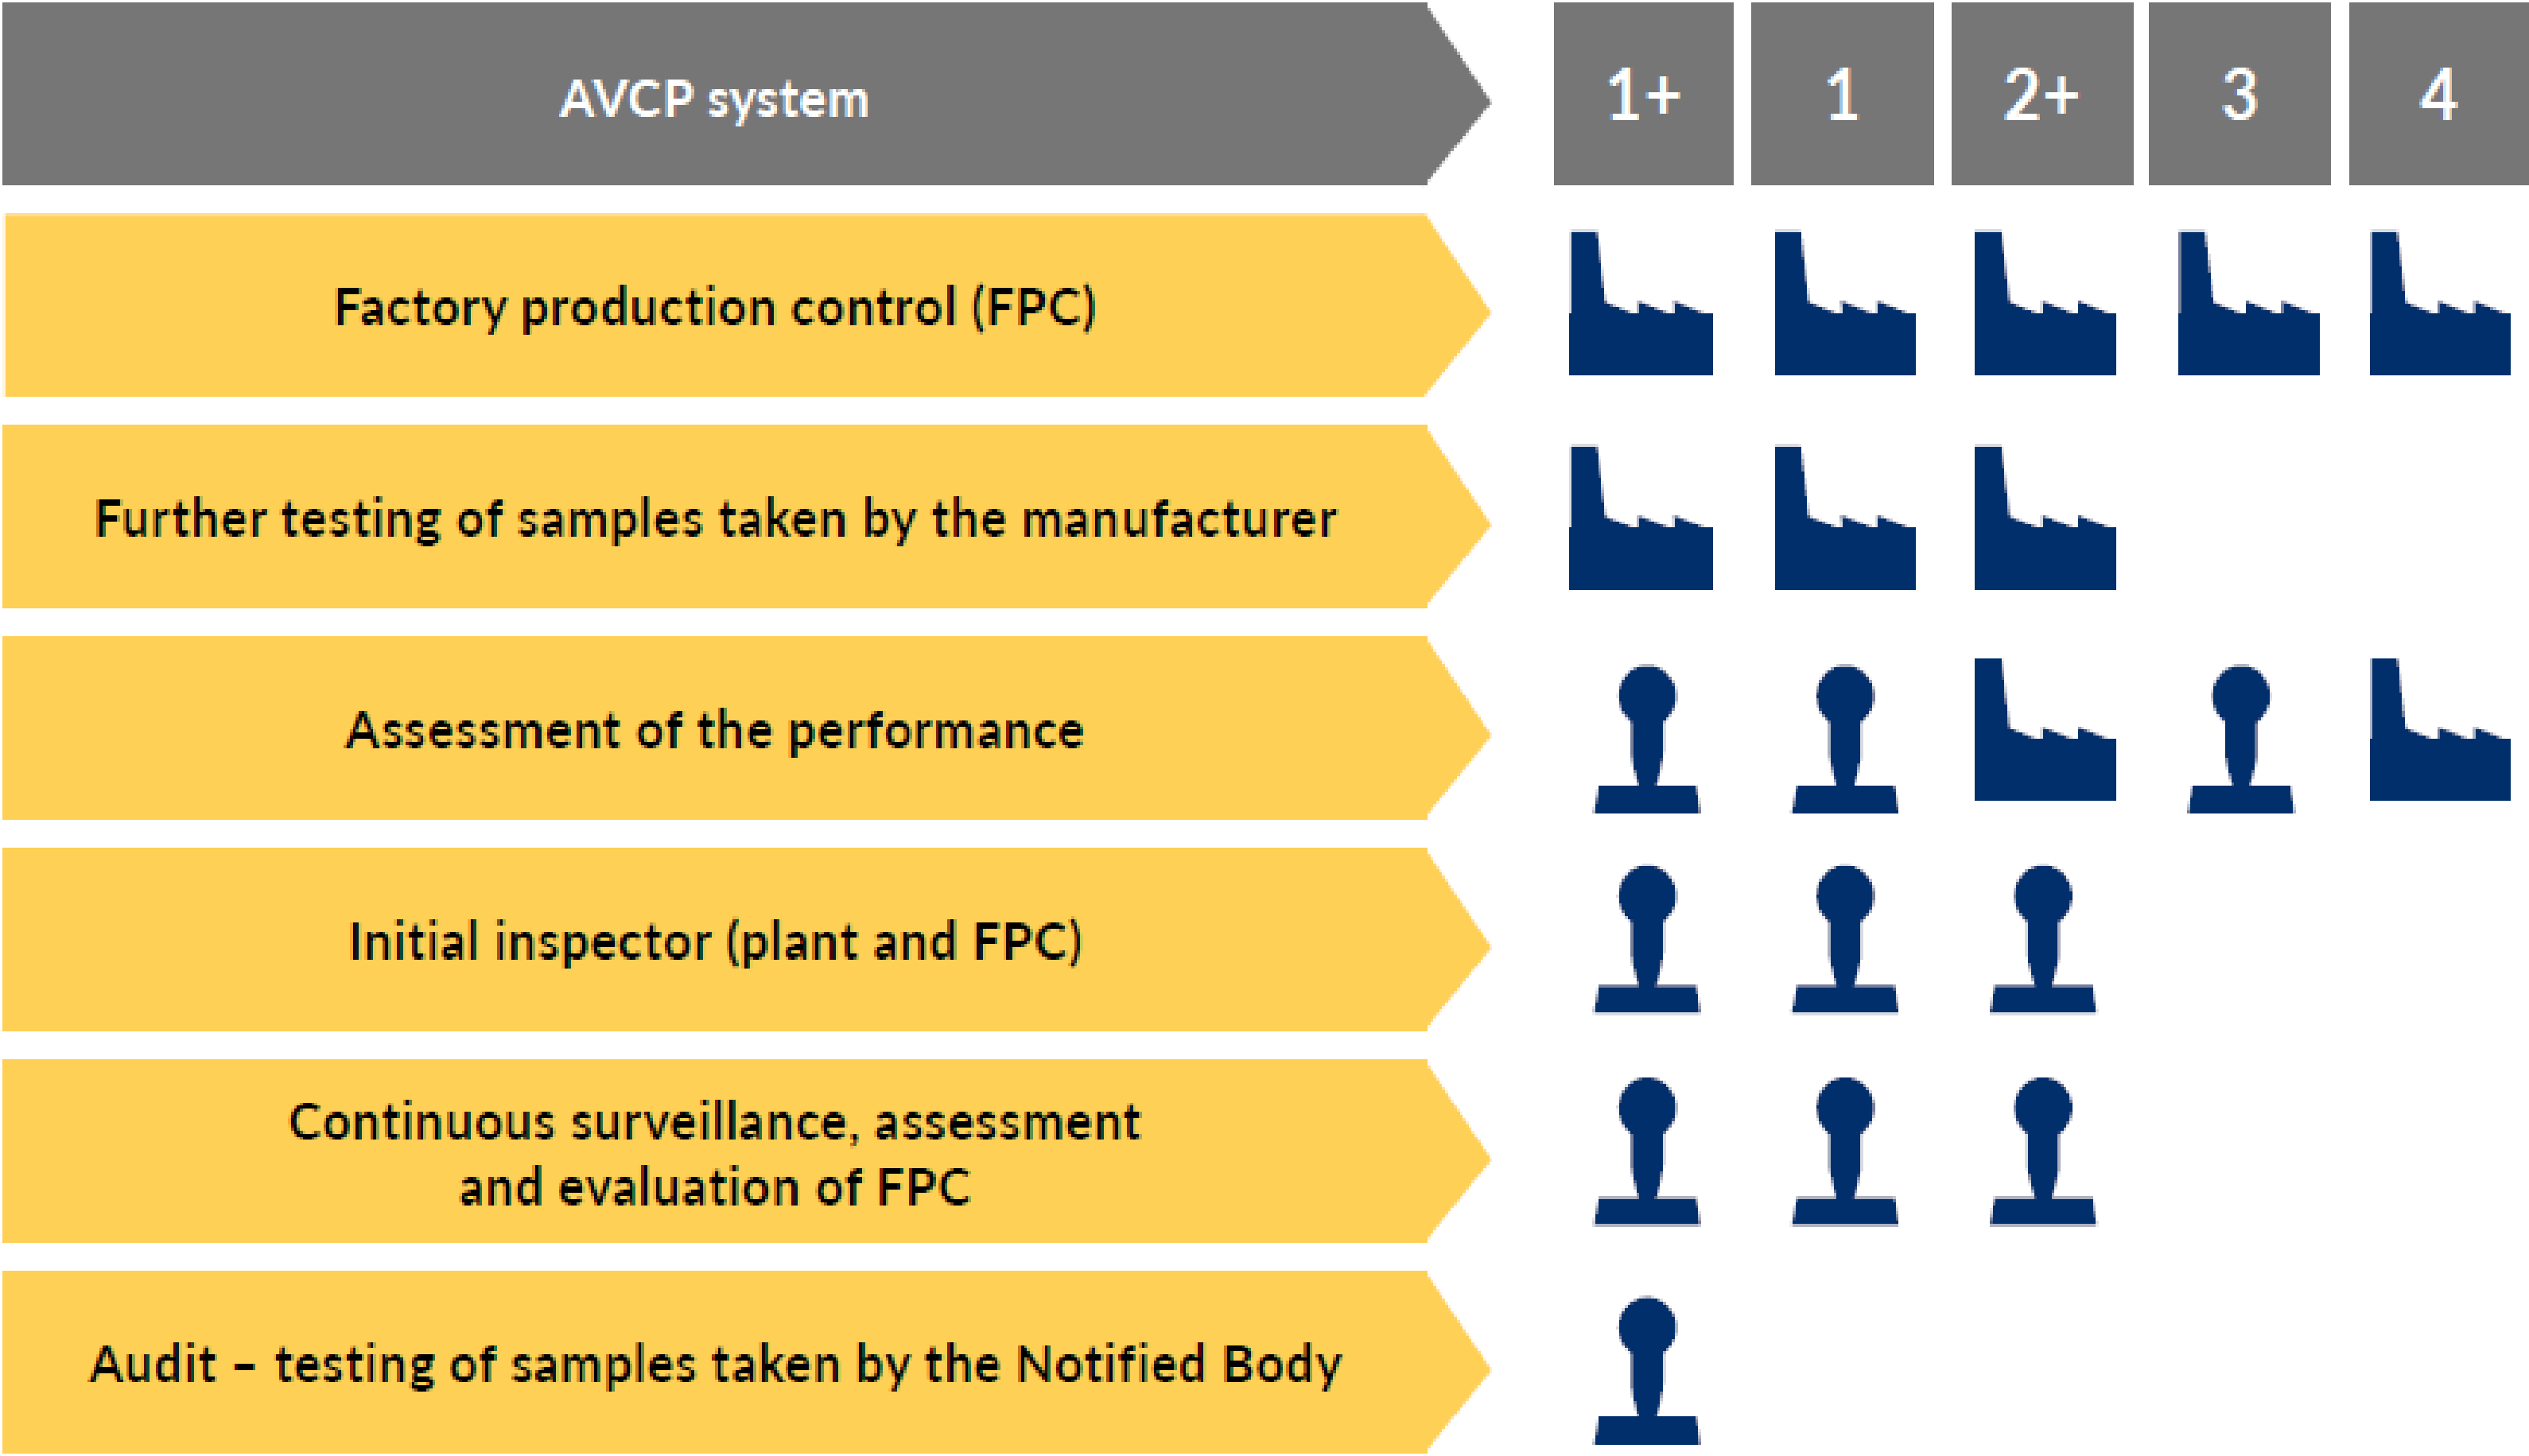 AVCP system
1+
1
2+
3
4
Factory production control (FPC)
Further testing of samples taken by the manufacturer
Assessment of the performance
Initial inspector (plant and FPC)
Continuous surveillance, assessment
and evaluation of FPC
Audit – testing of samples taken by the Notified Body